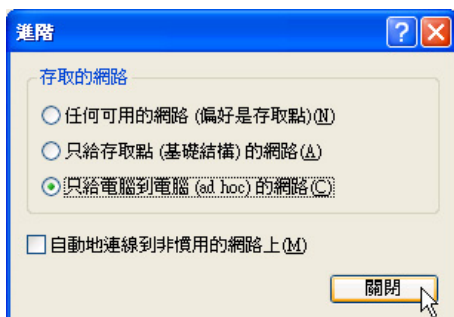 進階
存取的網路
任何可用的網路 (偏好是存取點)(N)
只給存取點 (基礎結構) 的網路(A)
只給電腦到電腦 (ad hoc) 的網路(C)
自動地連線到非慣用的網路上(M)
關閉